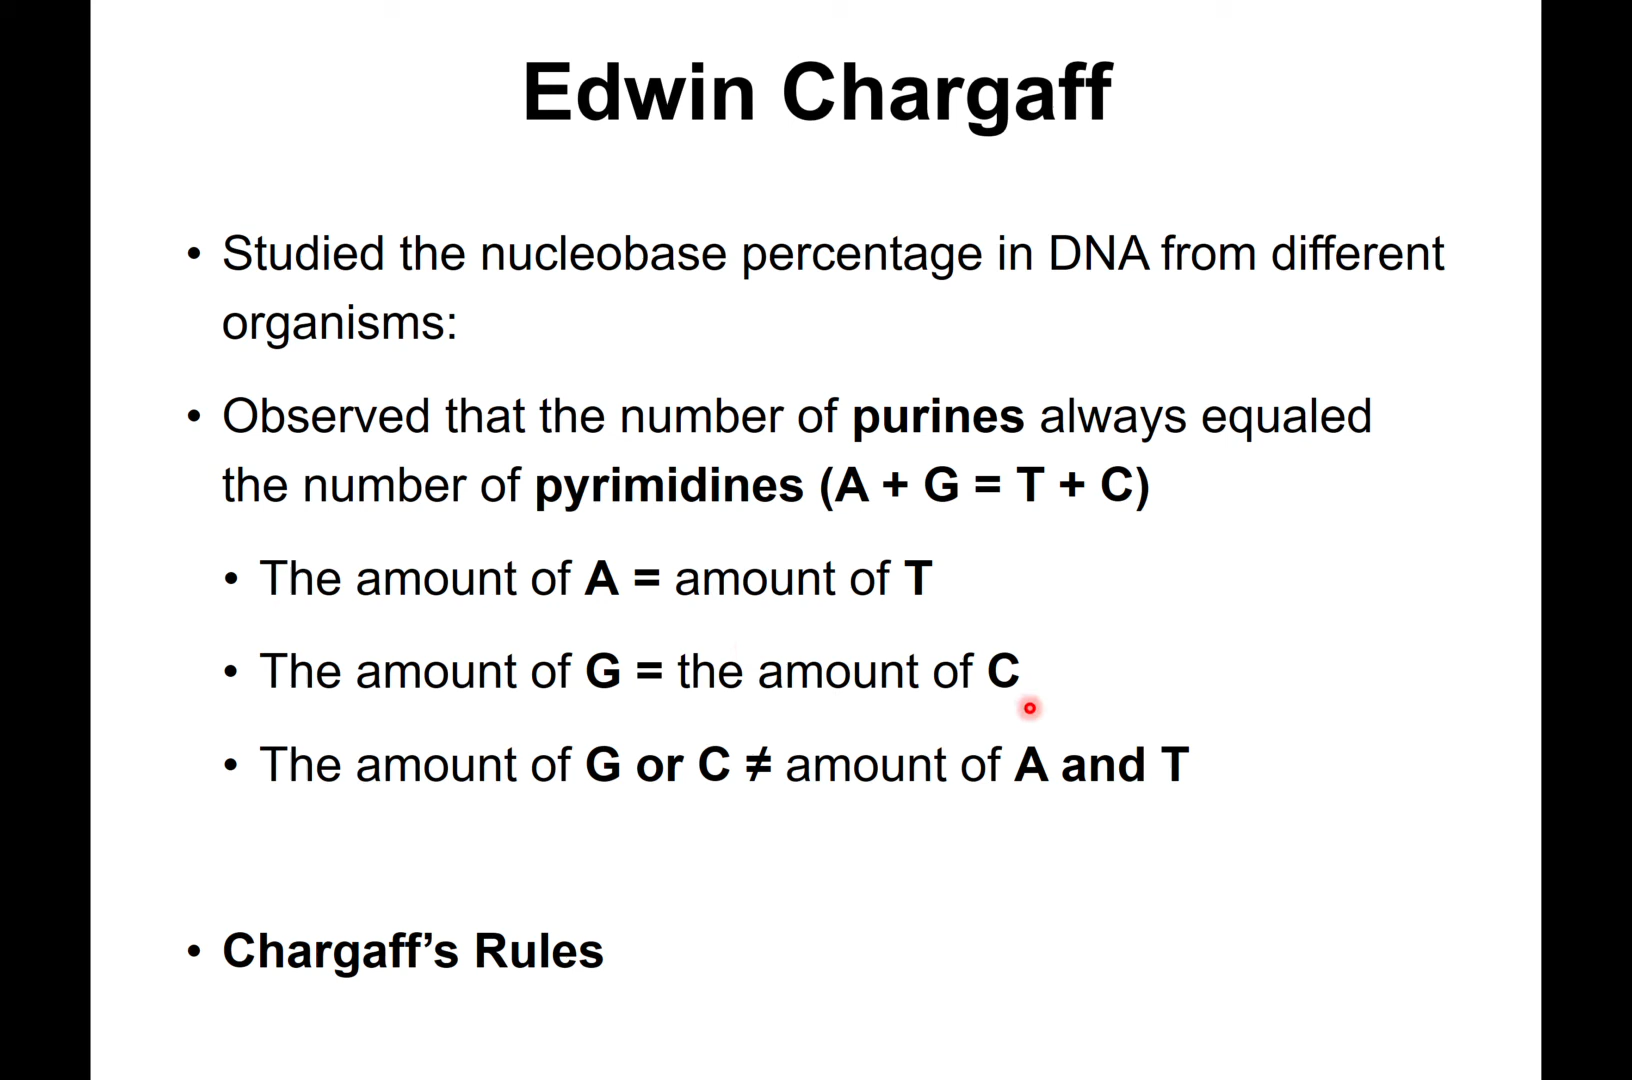 Edwin Chargaff
• Studied the nucleobase percentage in DNA from different
organisms:
• Observed that the number of purines always equaled
the number of pyrimidines (A + G = T + C)
• The amount of A = amount of T
• The amount of G = the amount of C
• The amount of G or C ≠ amount of A and T
• Chargaff’s Rules